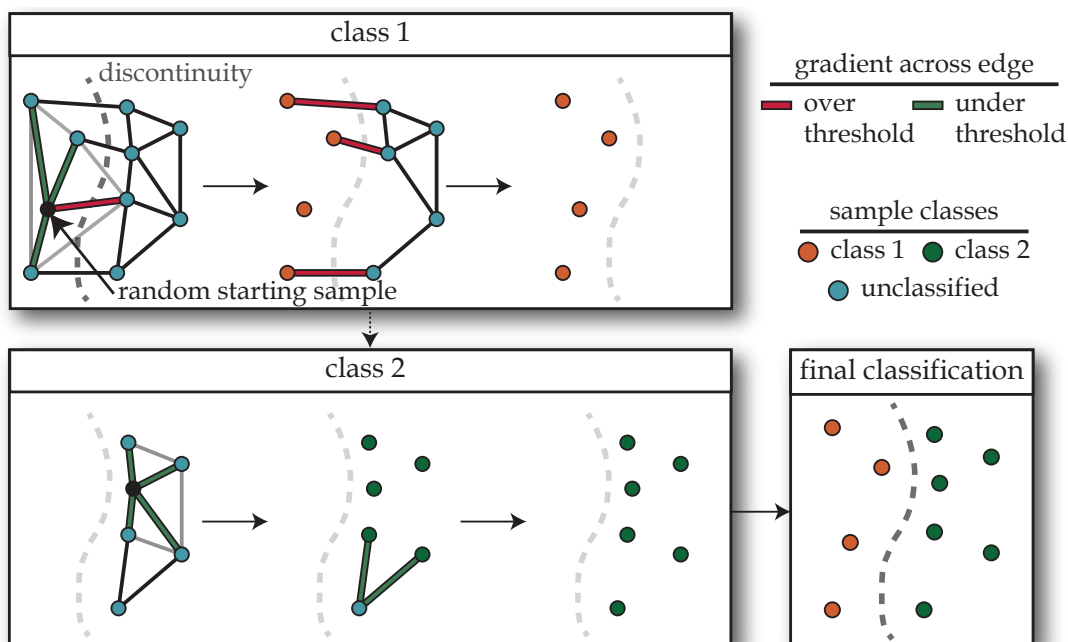 class 1
discontinuity
random starting sample
gradient across edge
over threshold
under threshold
sample classes
class 1
class 2
unclassified
class 2
final classification